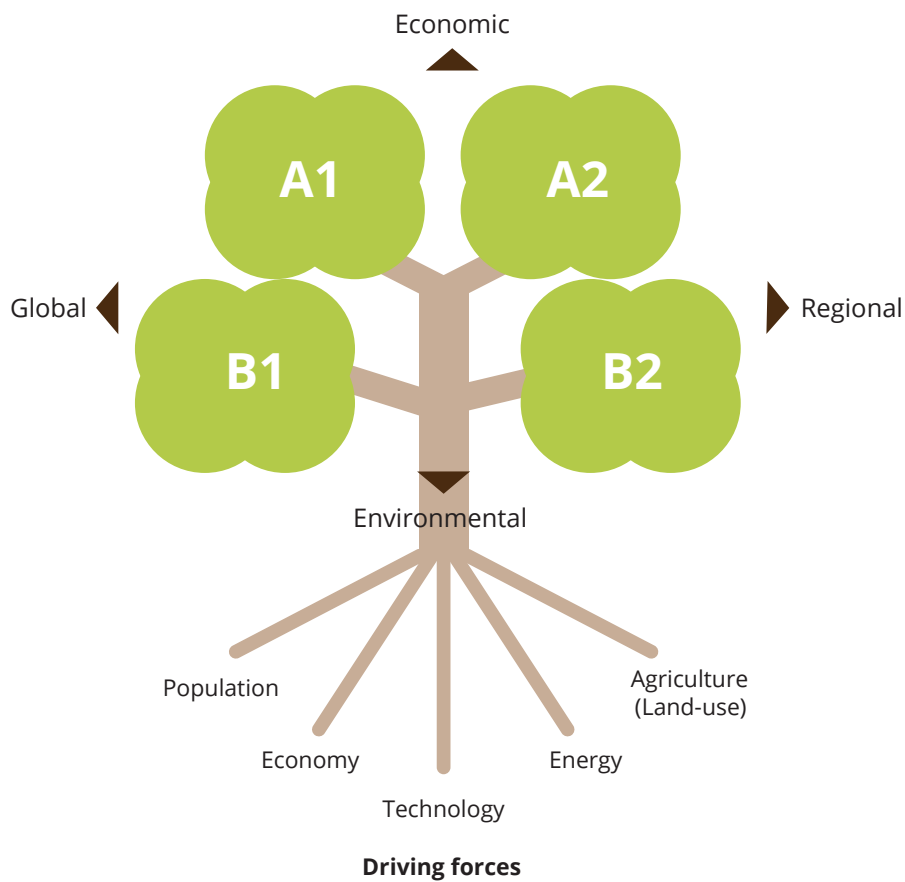 Economic
A1
A2
Global
Regional
B1
B2
Environmental
Population
Agriculture
(Land-use)
Economy
Energy
Technology
Driving forces